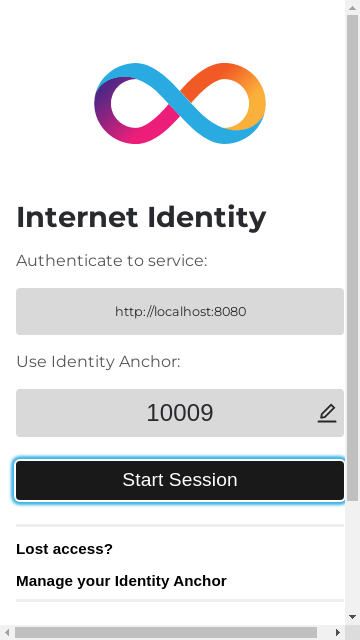 Internet Identity
Authenticate to service:
http://localhost:8080
Use Identity Anchor:
10009
Start Session
Lost access?
Manage your Identity Anchor